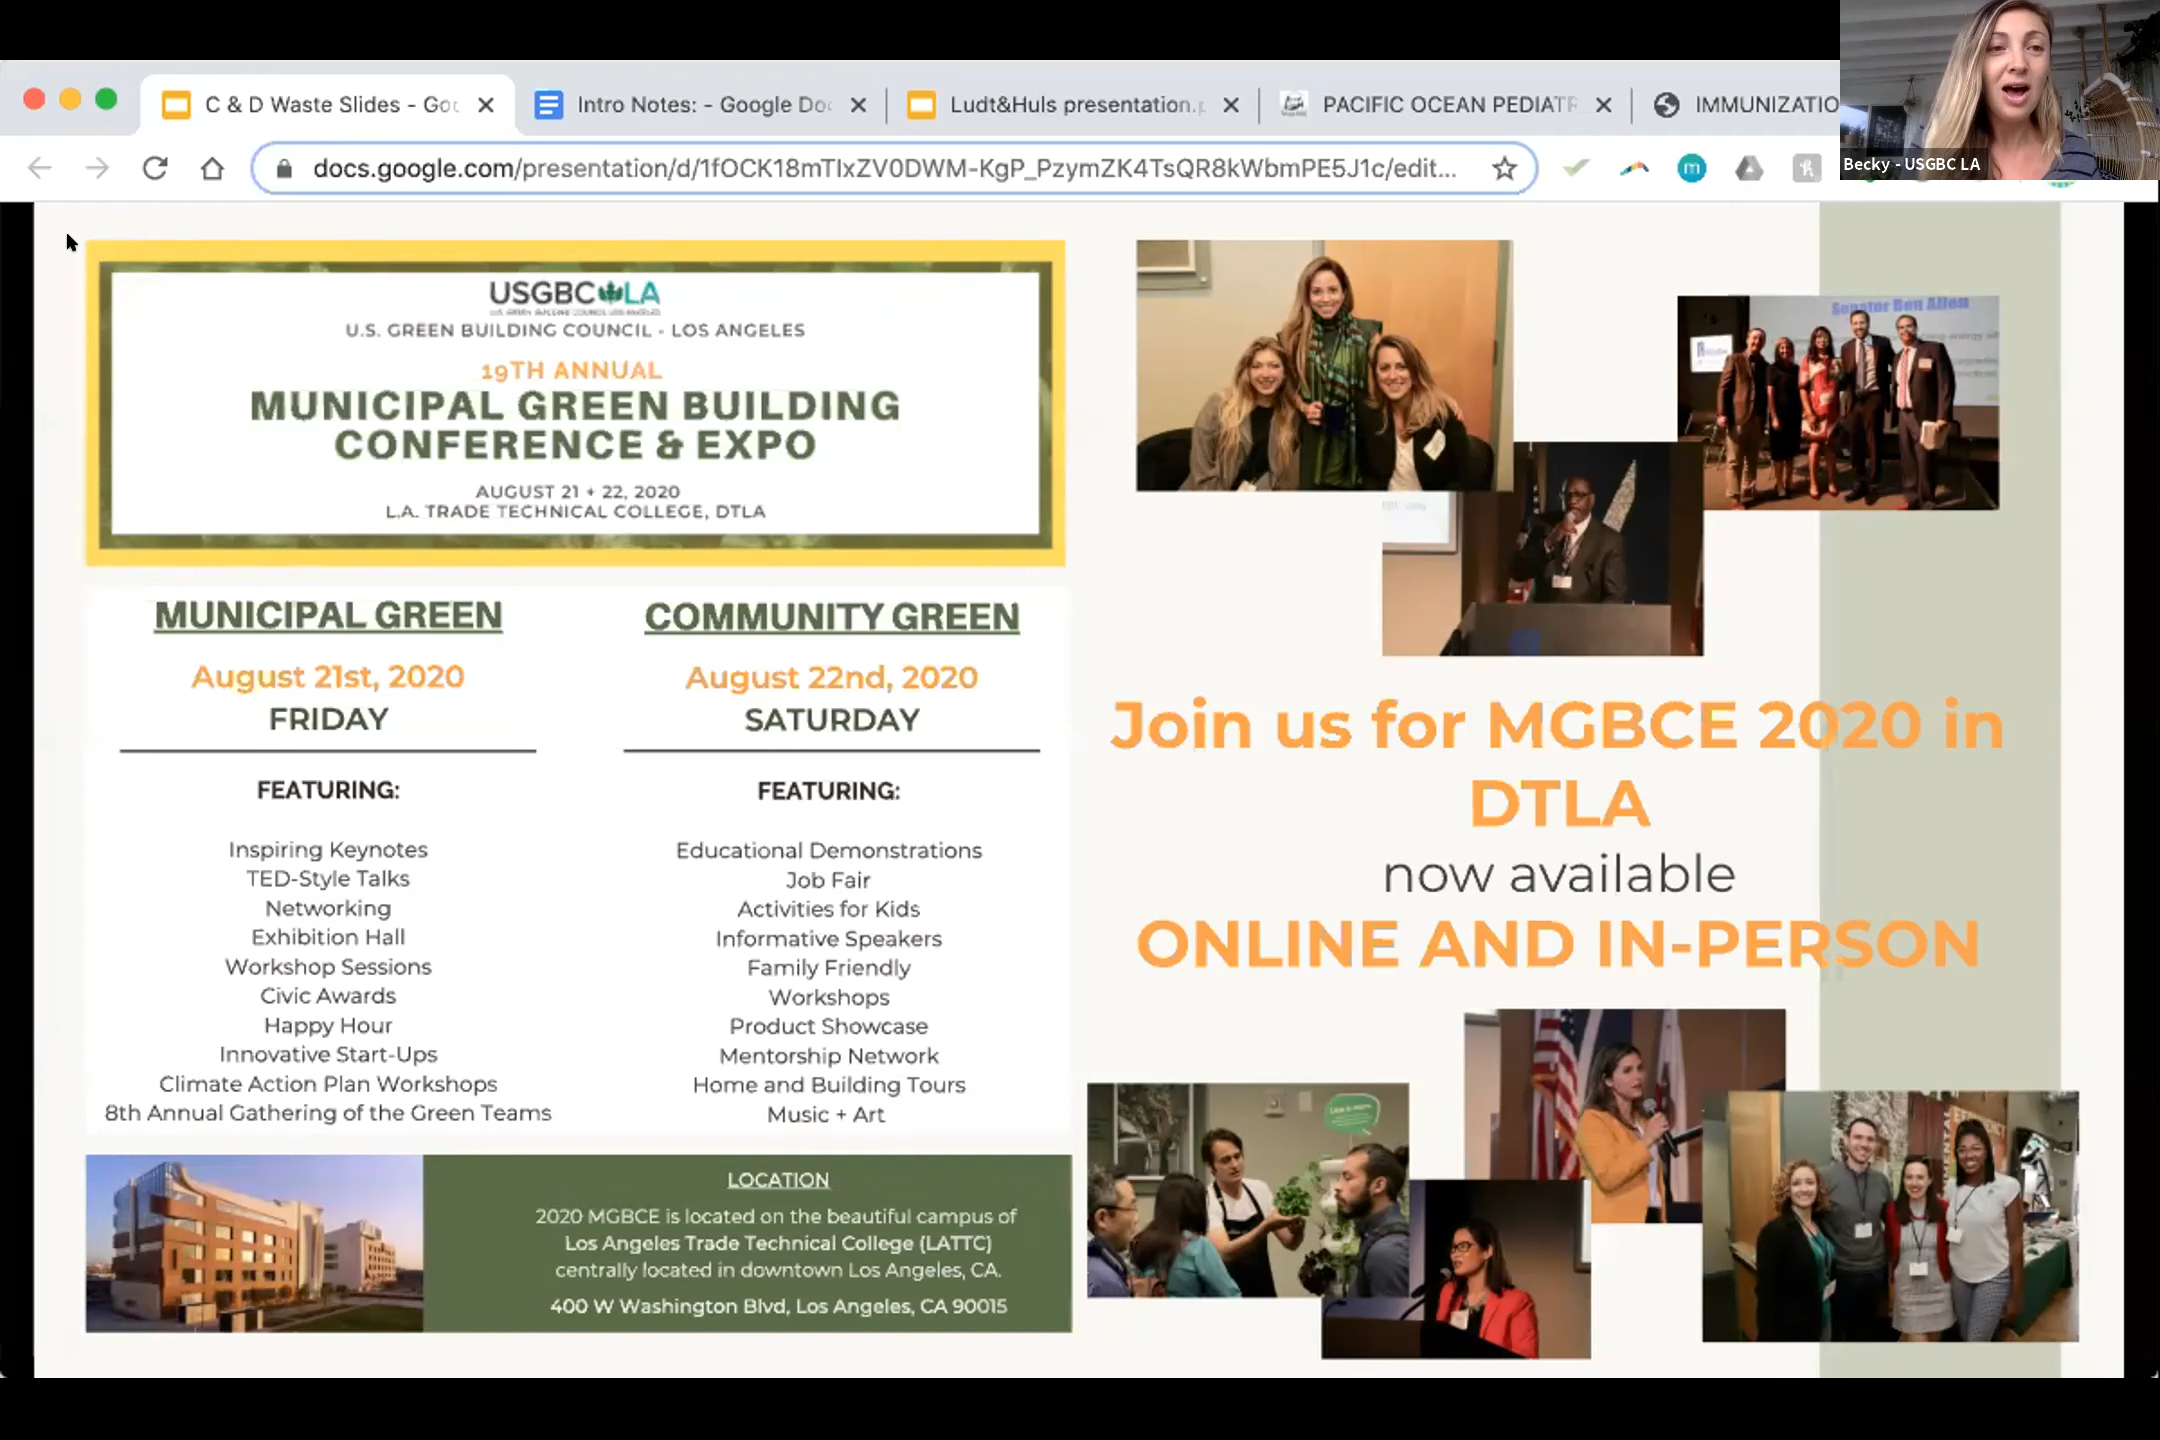 C & D Waste Slides - Goo
Intro Notes: - Google Doc
Ludt&Huls presentation.p
PACIFIC OCEAN PEDIATR
IMMUNIZATIO
docs.google.com/presentation/d/1fOCK18mTIxZV0DWM-KgP_PzymZK4TsQR8kWbmPE5J1c/edit...
m
Becky - USGBC LA
USGBC LA
U.S. GREEN BUILDING COUNCIL LOS ANGELES
U.S. GREEN BUILDING COUNCIL - LOS ANGELES
19TH ANNUAL
MUNICIPAL GREEN BUILDING
CONFERENCE & EXPO
AUGUST 21 + 22, 2020
L.A. TRADE TECHNICAL COLLEGE, DTLA
MUNICIPAL GREEN
August 21st, 2020
FRIDAY
FEATURING:
Inspiring Keynotes
TED-Style Talks
Networking
Exhibition Hall
Workshop Sessions
Civic Awards
Happy Hour
Innovative Start-Ups
Climate Action Plan Workshops
8th Annual Gathering of the Green Teams
COMMUNITY GREEN
August 22nd, 2020
SATURDAY
FEATURING:
Educational Demonstrations
Job Fair
Activities for Kids
Informative Speakers
Family Friendly
Workshops
Product Showcase
Mentorship Network
Home and Building Tours
Music + Art
LOCATION
2020 MGBCE is located on the beautiful campus of
Los Angeles Trade Technical College (LATTC)
centrally located in downtown Los Angeles, CA.
400 W Washington Blvd, Los Angeles, CA 90015
Senator Ben Allen
Join us for MGBCE 2020 in
DTLA
now available
ONLINE AND IN-PERSON